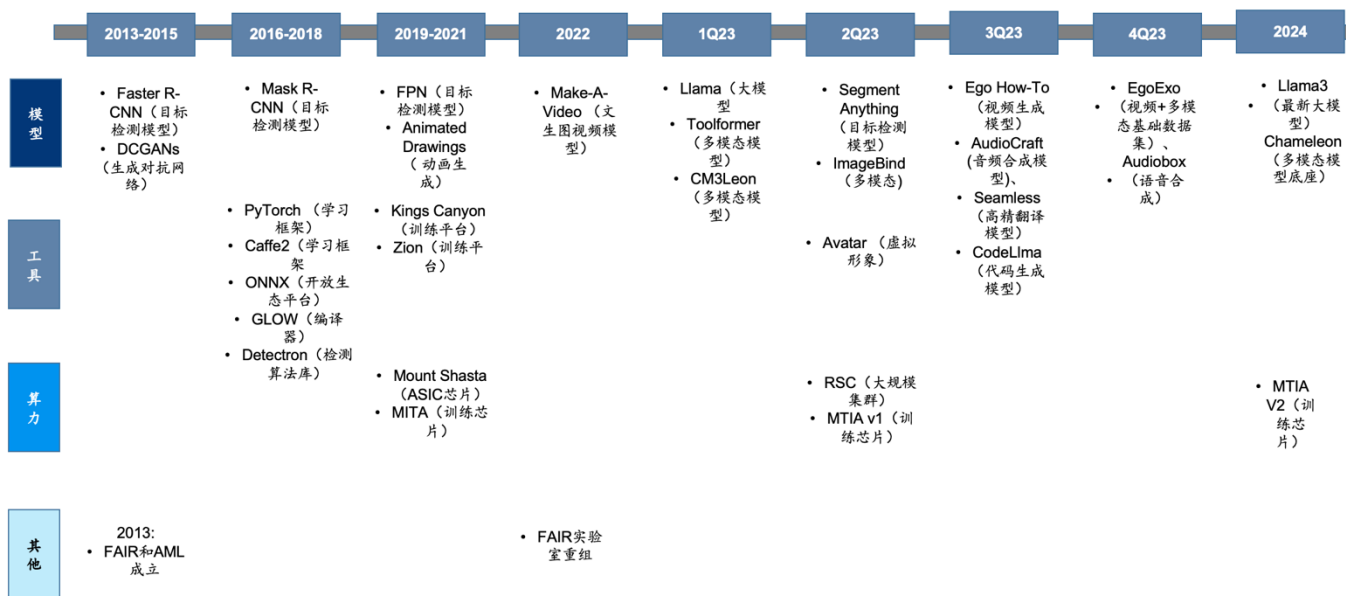 2013-2015
2016-2018
2019-2021
2022
1Q23
2Q23
3Q23
4Q23
2024
模
型
• Faster R-
CNN（目标
检测模型）
• DCGANs
（生成对抗网
络）
• Mask R-
CNN（目标
检测模型）
• FPN（目标
检测模型）
• Animated
Drawings
（动画生
成）
• Make-A-
Video（文
生图视频模
型）
• Llama（大模
型
• Toolformer
（多模态模
型）
• CM3Leon
（多模态模
型）
• Segment
Anything
（目标检测
模型）
• ImageBind
（多模态)
• Ego How-To
（视频生成
模型）
• AudioCraft
(音频合成模
型)、
• Seamless
（高精翻译
模型）
• CodeLlma
（代码生成
模型）
• EgoExo
• （视频+多模
态基础数据
集）、
Audiobox
• （语音合
成）
• Llama3
• （最新大模
型）
Chameleon
（多模态模
型底座）
工
具
• PyTorch （学习
框架）
• Caffe2（学习框
架
• ONNX（开放生
态平台）
• GLOW（编译
器）
• Detectron（检测
算法库）
• Kings Canyon
（训练平台）
• Zion（训练平
台）
• Avatar （虚拟
形象）
算
力
• Mount Shasta
（ASIC芯片）
• MITA（训练芯
片）
• RSC（大规模
集群）
• MTIA v1（训
练芯片）
• MTIA
V2（训
练芯
片）
其
他
2013:
• FAIR和AML
成立
• FAIR实验
室重组